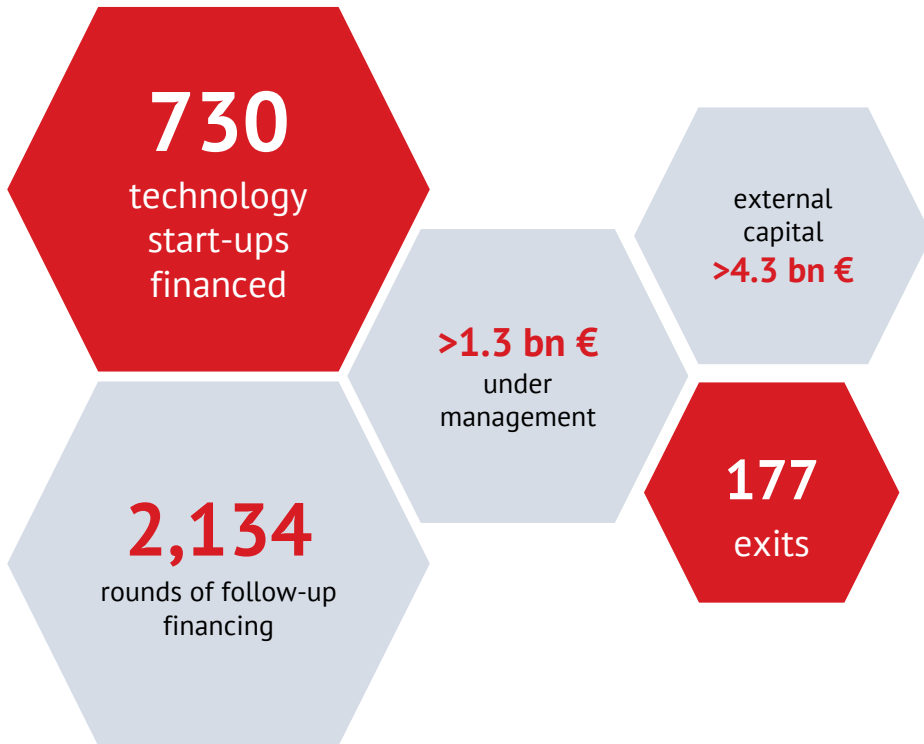 730
technology
start-ups
financed
external
capital
>4.3 bn €
>1.3 bn €
under
management
177
exits
2,134
rounds of follow-up
financing